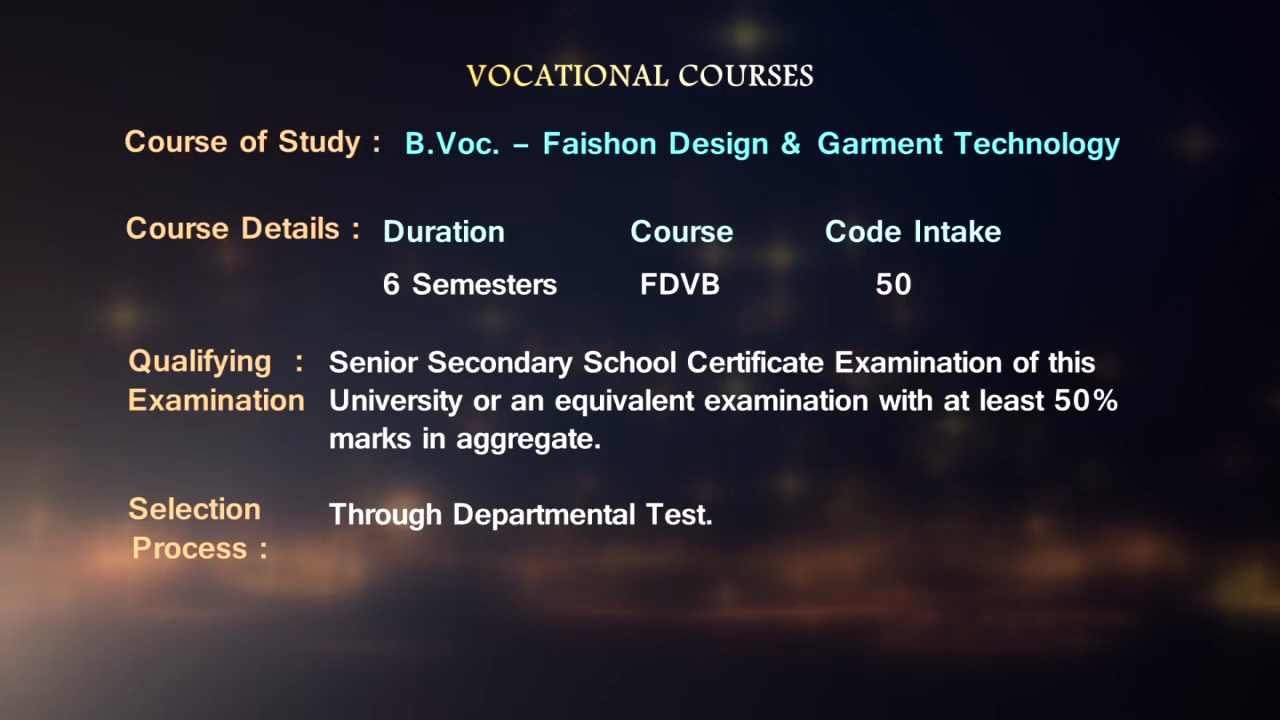 VOCATIONAL COURSES
Course of Study : B.Voc. – Faishon Design & Garment Technology
Course Details : Duration Course Code Intake
6 Semesters FDVB 50
Qualifying : Senior Secondary School Certificate Examination of this
Examination University or an equivalent examination with at least 50%
marks in aggregate.
Selection Through Departmental Test.
Process :